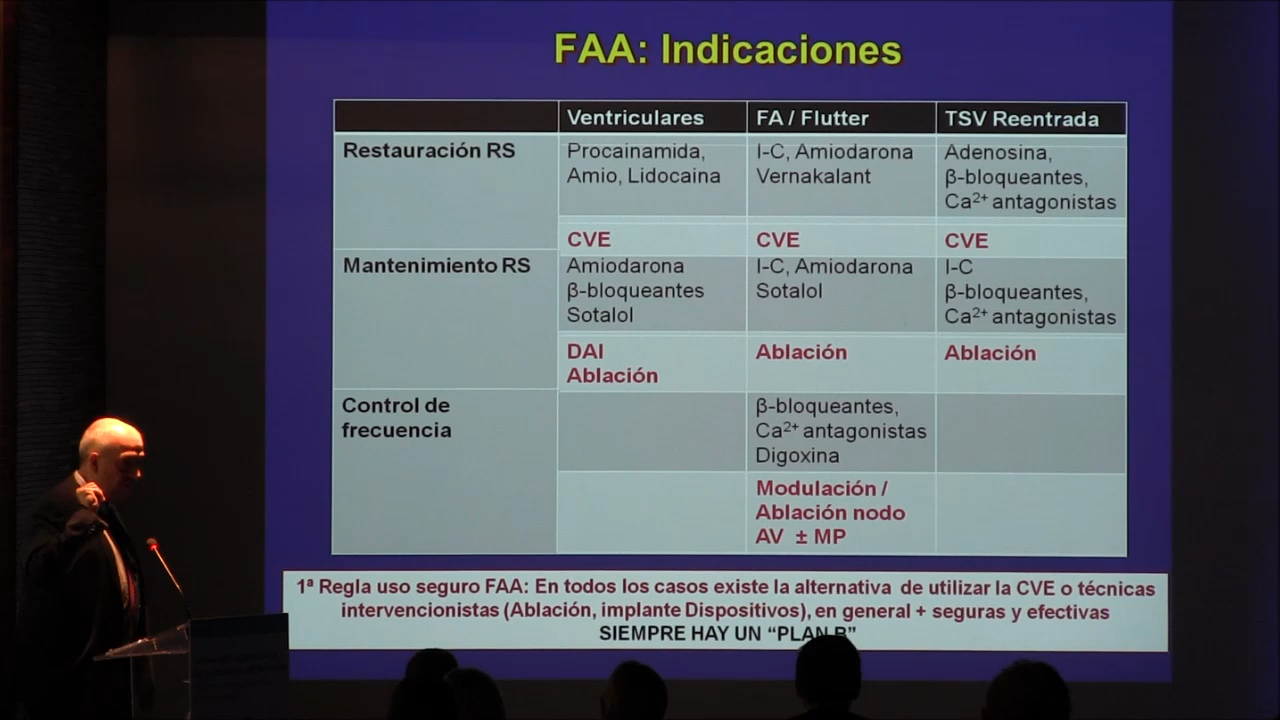 FAA: Indicaciones
Ventriculares FA / Flutter TSV Reentrada
Restauración RS
Procainamida,
Amio, Lidocaina
I-C, Amiodarona
Vernakalant
Adenosina,
β-bloqueantes,
Ca²⁺ antagonistas
CVE CVE CVE
Mantenimiento RS
Amiodarona
β-bloqueantes
Sotalol
I-C, Amiodarona
Sotalol
I-C
β-bloqueantes,
Ca²⁺ antagonistas
DAI
Ablación
Ablación
Ablación
Control de
frecuencia
β-bloqueantes,
Ca²⁺ antagonistas
Digoxina
Modulación /
Ablación nodo
AV ± MP
1ª Regla uso seguro FAA: En todos los casos existe la alternativa de utilizar la CVE o técnicas
intervencionistas (Ablación, implante Dispositivos), en general + seguras y efectivas
SIEMPRE HAY UN “PLAN B”